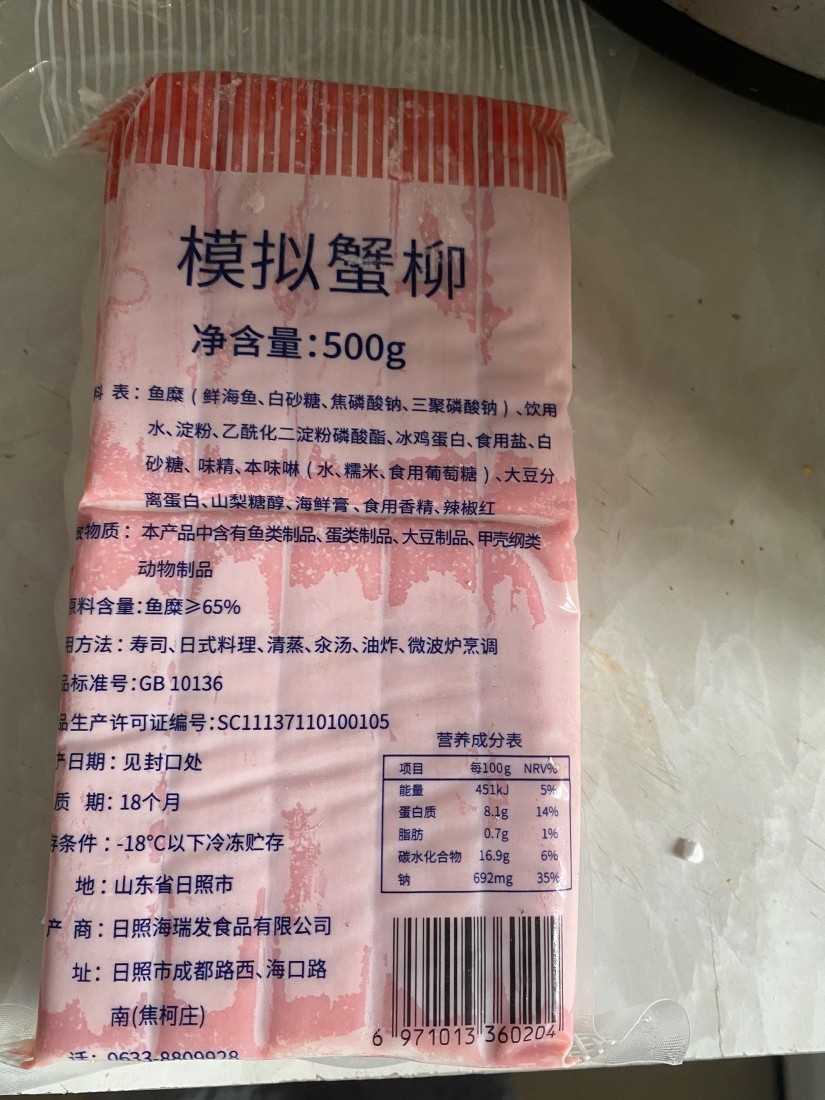 模拟蟹柳
净含量:500g
料 表：鱼糜(鲜海鱼、白砂糖、焦磷酸钠、三聚磷酸钠)、饮用
水、淀粉、乙酰化二淀粉磷酸酯、冰鸡蛋白、食用盐、白
砂糖、味精、本味啉(水、糯米、食用葡萄糖)、大豆分
离蛋白、山梨糖醇、海鲜膏、食用香精、辣椒红
物质：本产品中含有鱼类制品、蛋类制品、大豆制品、甲壳纲类
动物制品
原料含量:鱼糜≥65%
用方法：寿司、日式料理、清蒸、汆汤、油炸、微波炉烹调
品标准号:GB 10136
品生产许可证编号:SC11137110100105
产日期：见封口处
质 期：18个月
存条件：-18℃以下冷冻贮存
地：山东省日照市
产 商：日照海瑞发食品有限公司
址：日照市成都路西、海口路
南(焦柯庄)
话：0633-8809928
营养成分表
项目 每100g NRV%
能量 451kJ 5%
蛋白质 8.1g 14%
脂肪 0.7g 1%
碳水化合物 16.9g 6%
钠 692mg 35%
6 971013 360204